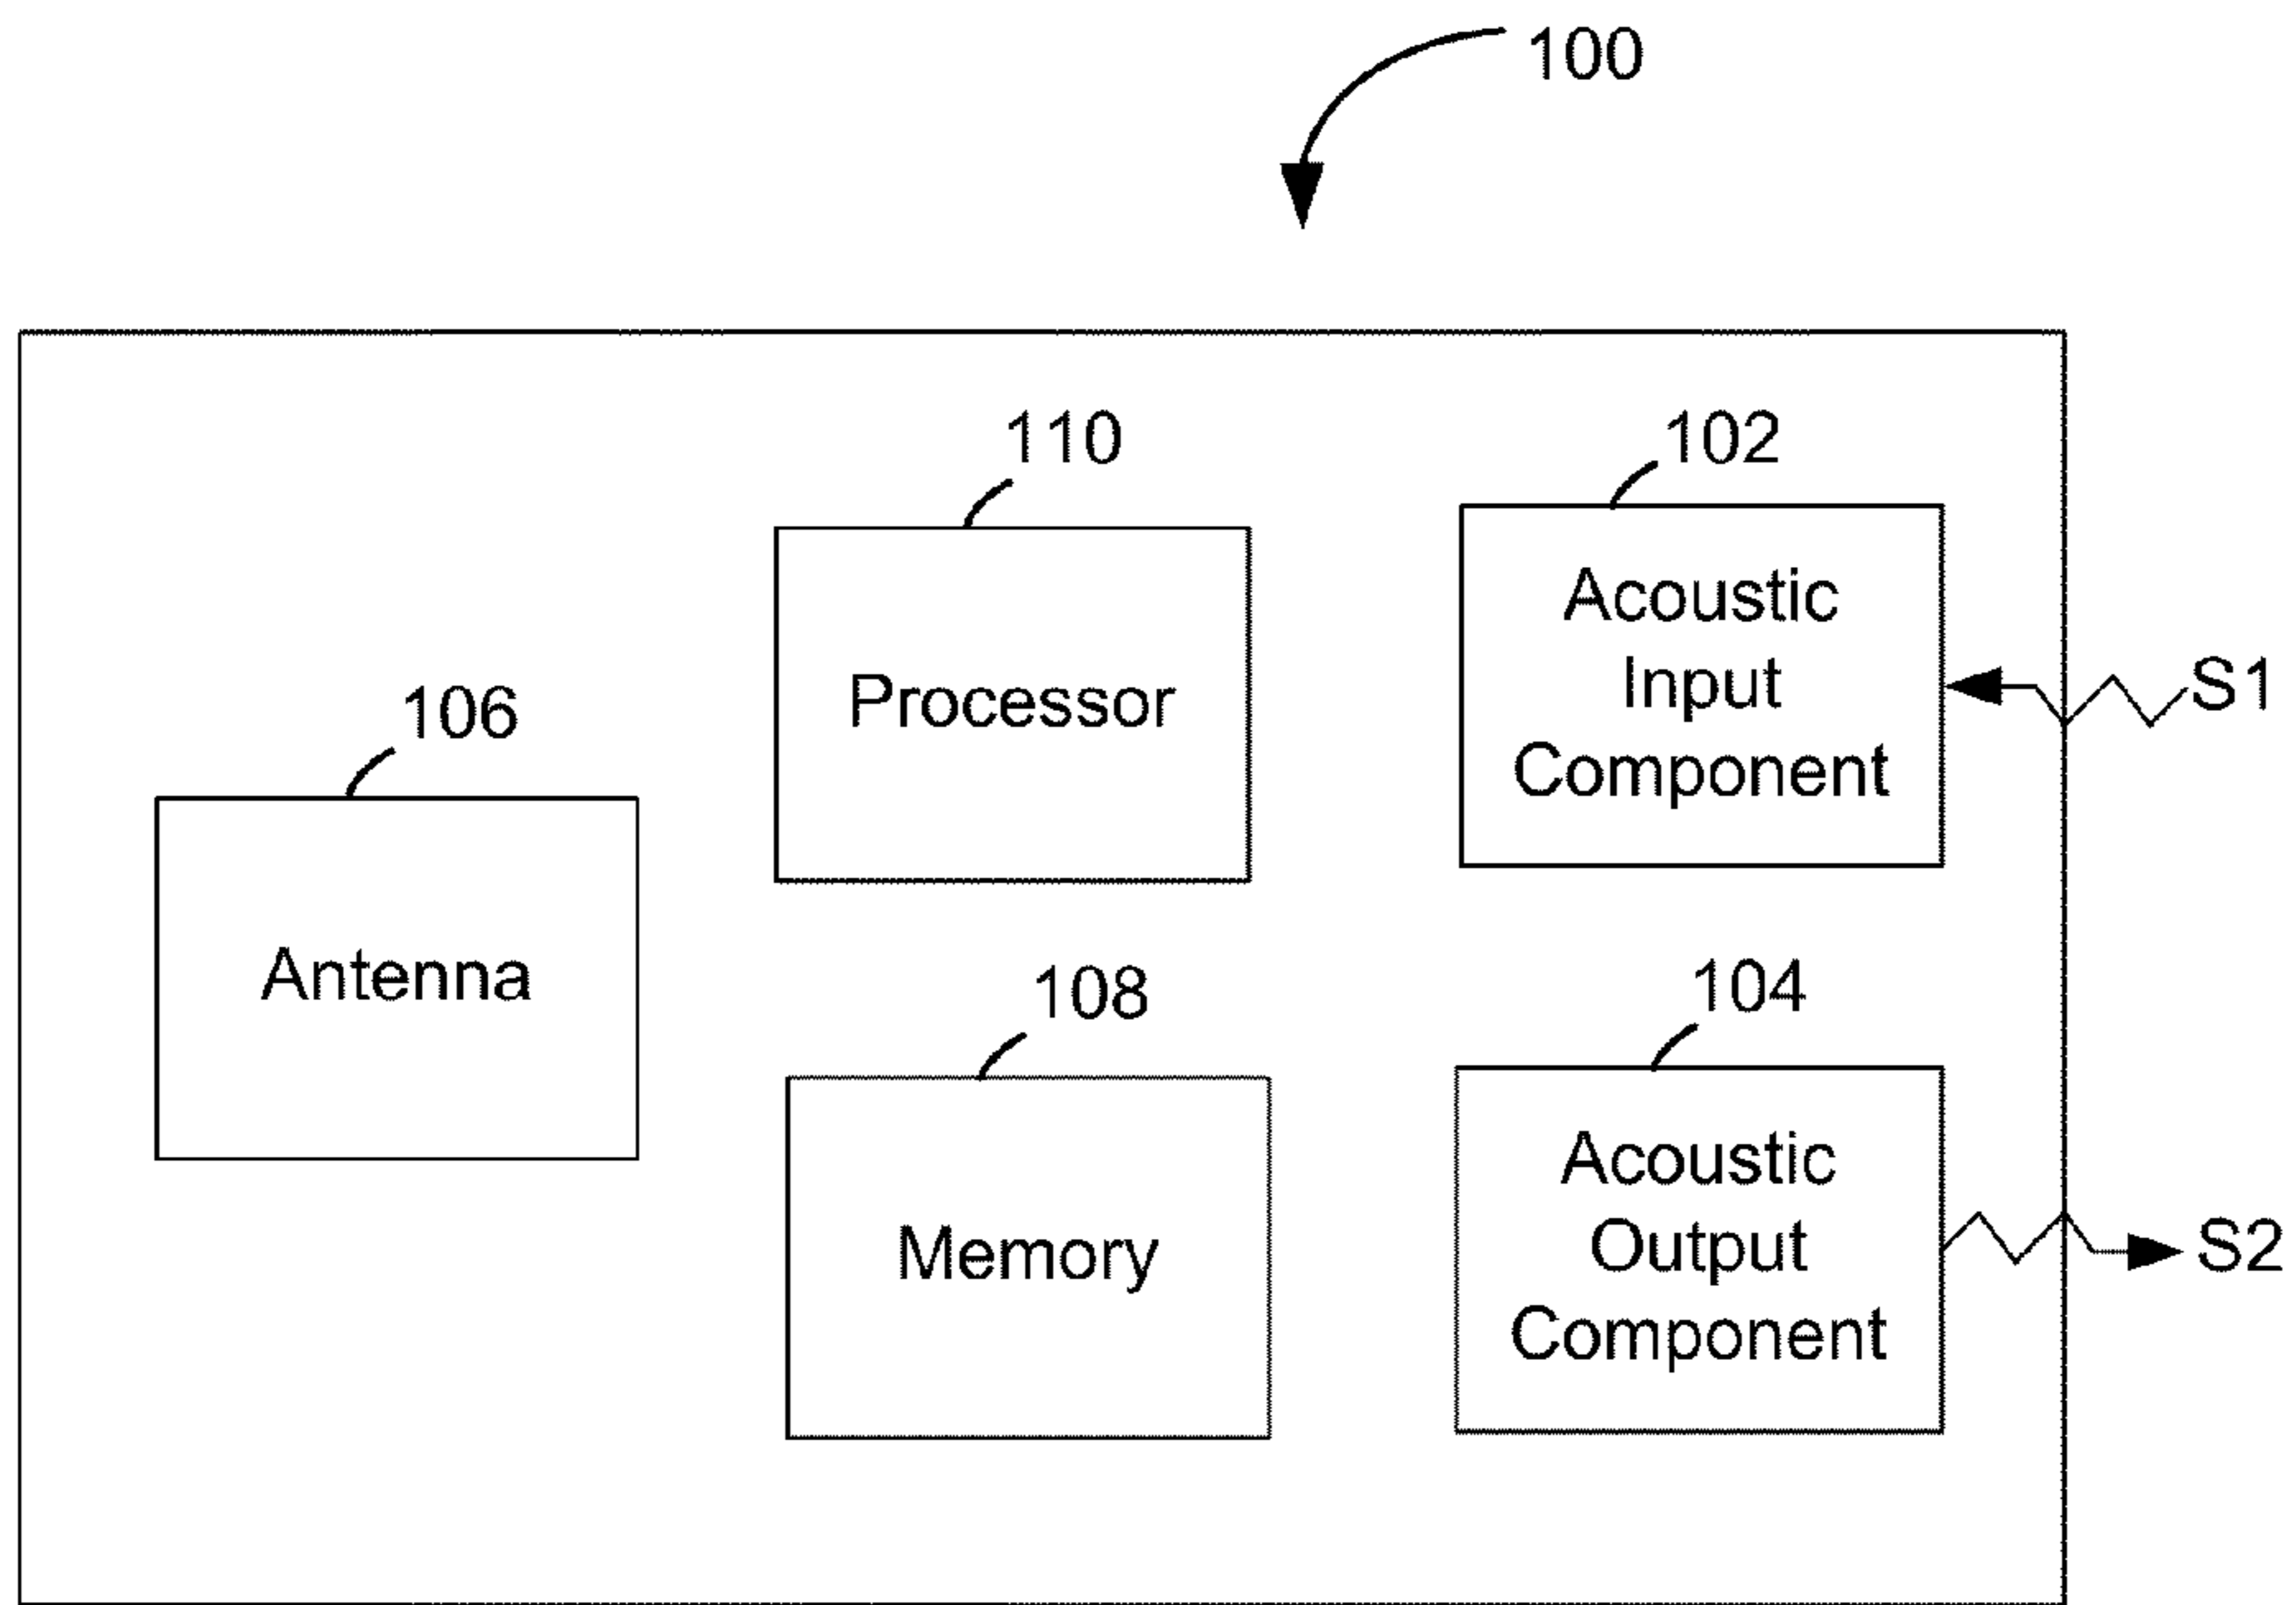 100
110
102
Acoustic
Input
Component
Processor
S1
106
Antenna
108
104
Memory
Acoustic
Output
Component
S2